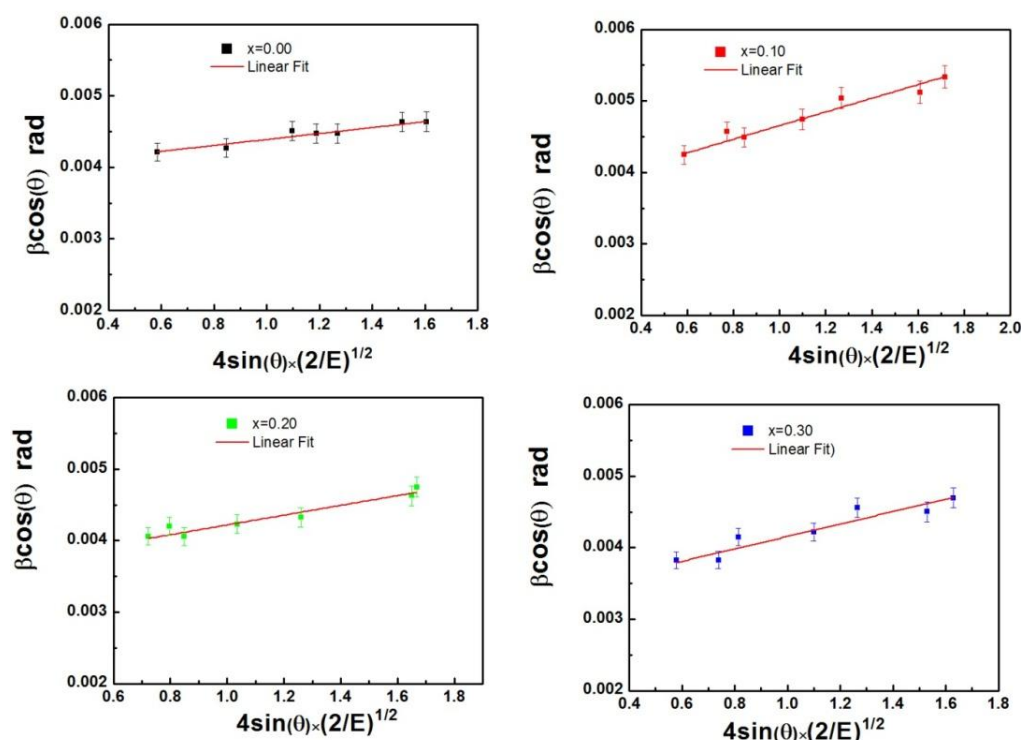 0.006
0.005
0.004
0.003
0.002
βcos(θ) rad
x=0.00
Linear Fit
0.4 0.6 0.8 1.0 1.2 1.4 1.6 1.8
4sin(θ)×(2/E)^1/2
0.006
0.005
0.004
0.003
0.002
βcos(θ) rad
x=0.10
Linear Fit
0.4 0.6 0.8 1.0 1.2 1.4 1.6 1.8 2.0
4sin(θ)×(2/E)^1/2
0.006
0.005
0.004
0.003
0.002
βcos(θ) rad
x=0.20
Linear Fit
0.6 0.8 1.0 1.2 1.4 1.6 1.8
4sin(θ)×(2/E)^1/2
0.006
0.005
0.004
0.003
0.002
βcos(θ) rad
x=0.30
Linear Fit)
0.4 0.6 0.8 1.0 1.2 1.4 1.6 1.8
4sin(θ)×(2/E)^1/2